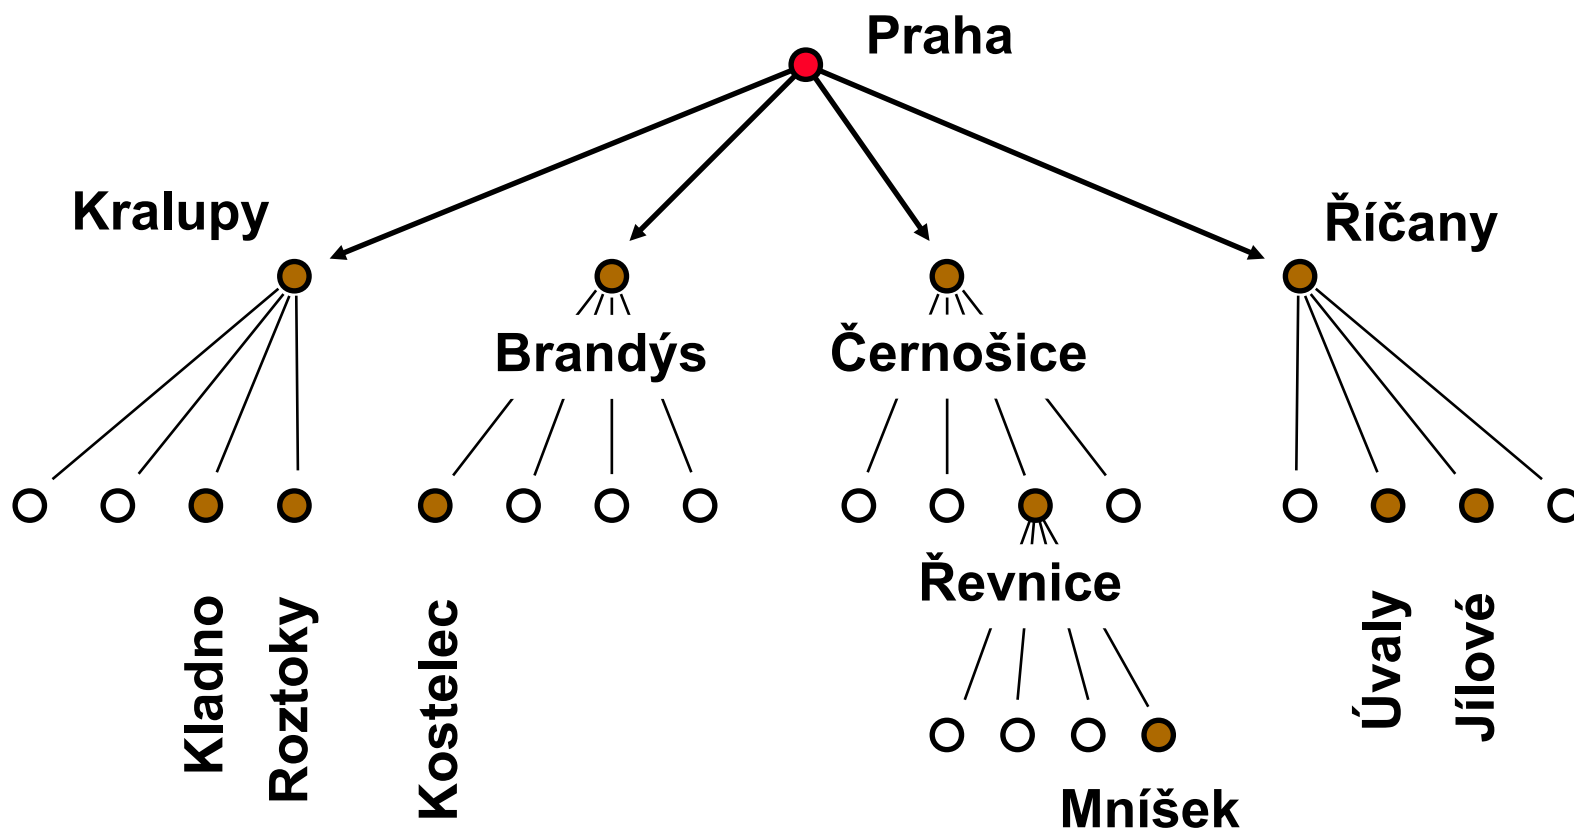 Praha
Kralupy
Říčany
Brandýs
Černošice
Řevnice
Kladno
Roztoky
Kostelec
Úvaly
Jílové
Mníšek